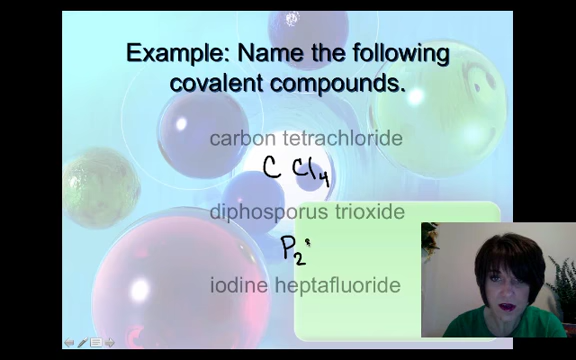 Example: Name the following
covalent compounds.
carbon tetrachloride
C Cl₄
diphosporus trioxide
P₂
iodine heptafluoride